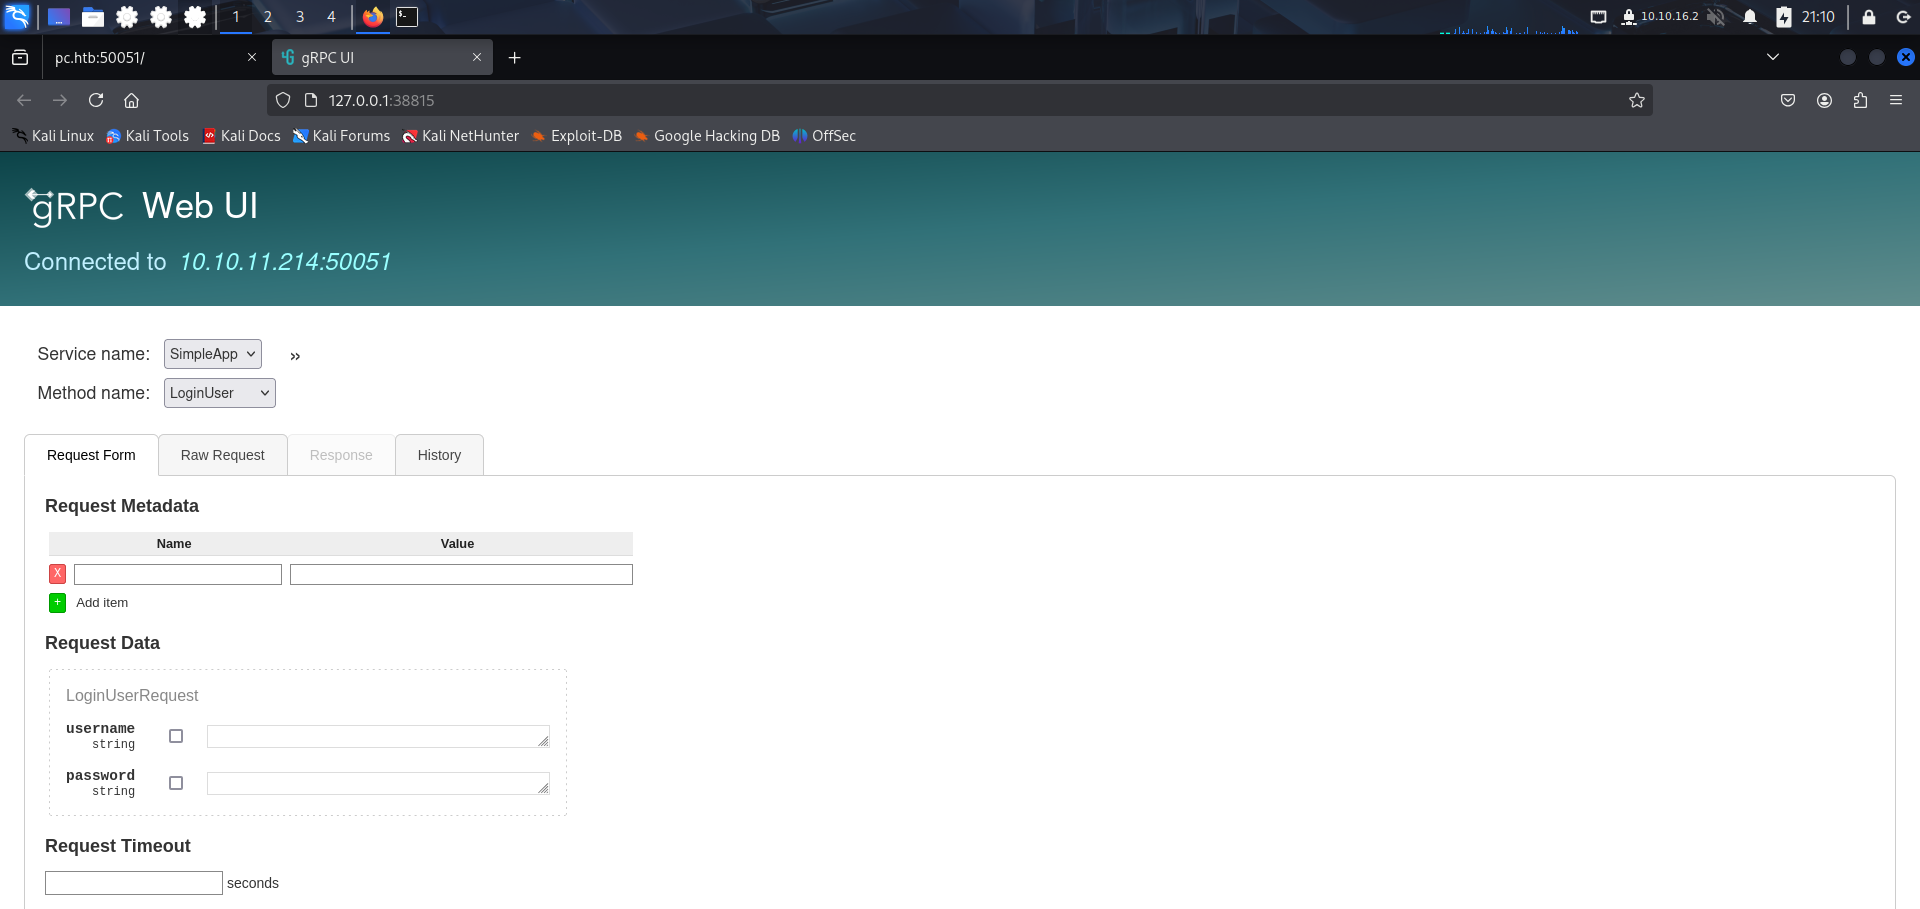 1 2 3 4 10.10.16.2 21:10
pc.htb:50051/ gRPC UI
127.0.0.1:38815
Kali Linux Kali Tools Kali Docs Kali Forums Kali NetHunter Exploit-DB Google Hacking DB OffSec
gRPC Web UI
Connected to 10.10.11.214:50051
Service name: SimpleApp »
Method name: LoginUser
Request Form Raw Request Response History
Request Metadata
Name Value
X
+ Add item
Request Data
LoginUserRequest
username
string
password
string
Request Timeout
seconds